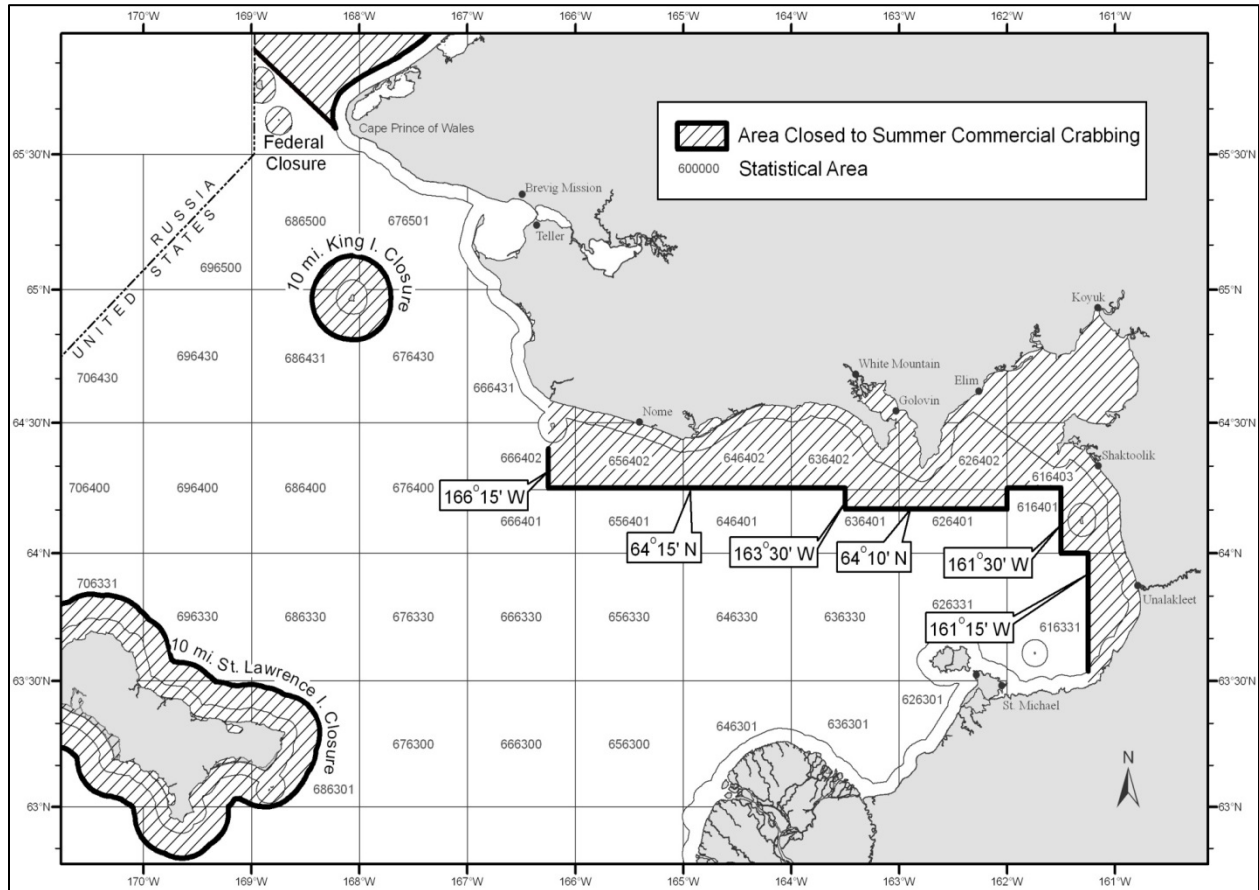 170°W 169°W 168°W 167°W 166°W 165°W 164°W 163°W 162°W 161°W
Cape Prince of Wales
Federal
Closure
Area Closed to Summer Commercial Crabbing
600000 Statistical Area
65°30'N
65°30'N
RUSSIA
UNITED STATES
Brevig Mission
Teller
686500
676501
696500
10 mi. King I. Closure
65°N
65°N
Koyuk
696430
686431
676430
706430
666431
White Mountain
Elim
Golovin
Nome
64°30'N
64°30'N
Shaktoolik
666402
656402
646402
636402
626402
616403
706400
696400
686400
676400
166°15' W
616401
666401
656401
646401
636401
626401
64°15' N
163°30' W
64°10' N
161°30' W
64°N
64°N
706331
Unalakleet
696330
686330
676330
666330
656330
646330
636330
626331
161°15' W
616331
10 mi. St. Lawrence I. Closure
63°30'N
63°30'N
St. Michael
626301
646301
636301
676300
666300
656300
686301
N
63°N
63°N
170°W 169°W 168°W 167°W 166°W 165°W 164°W 163°W 162°W 161°W